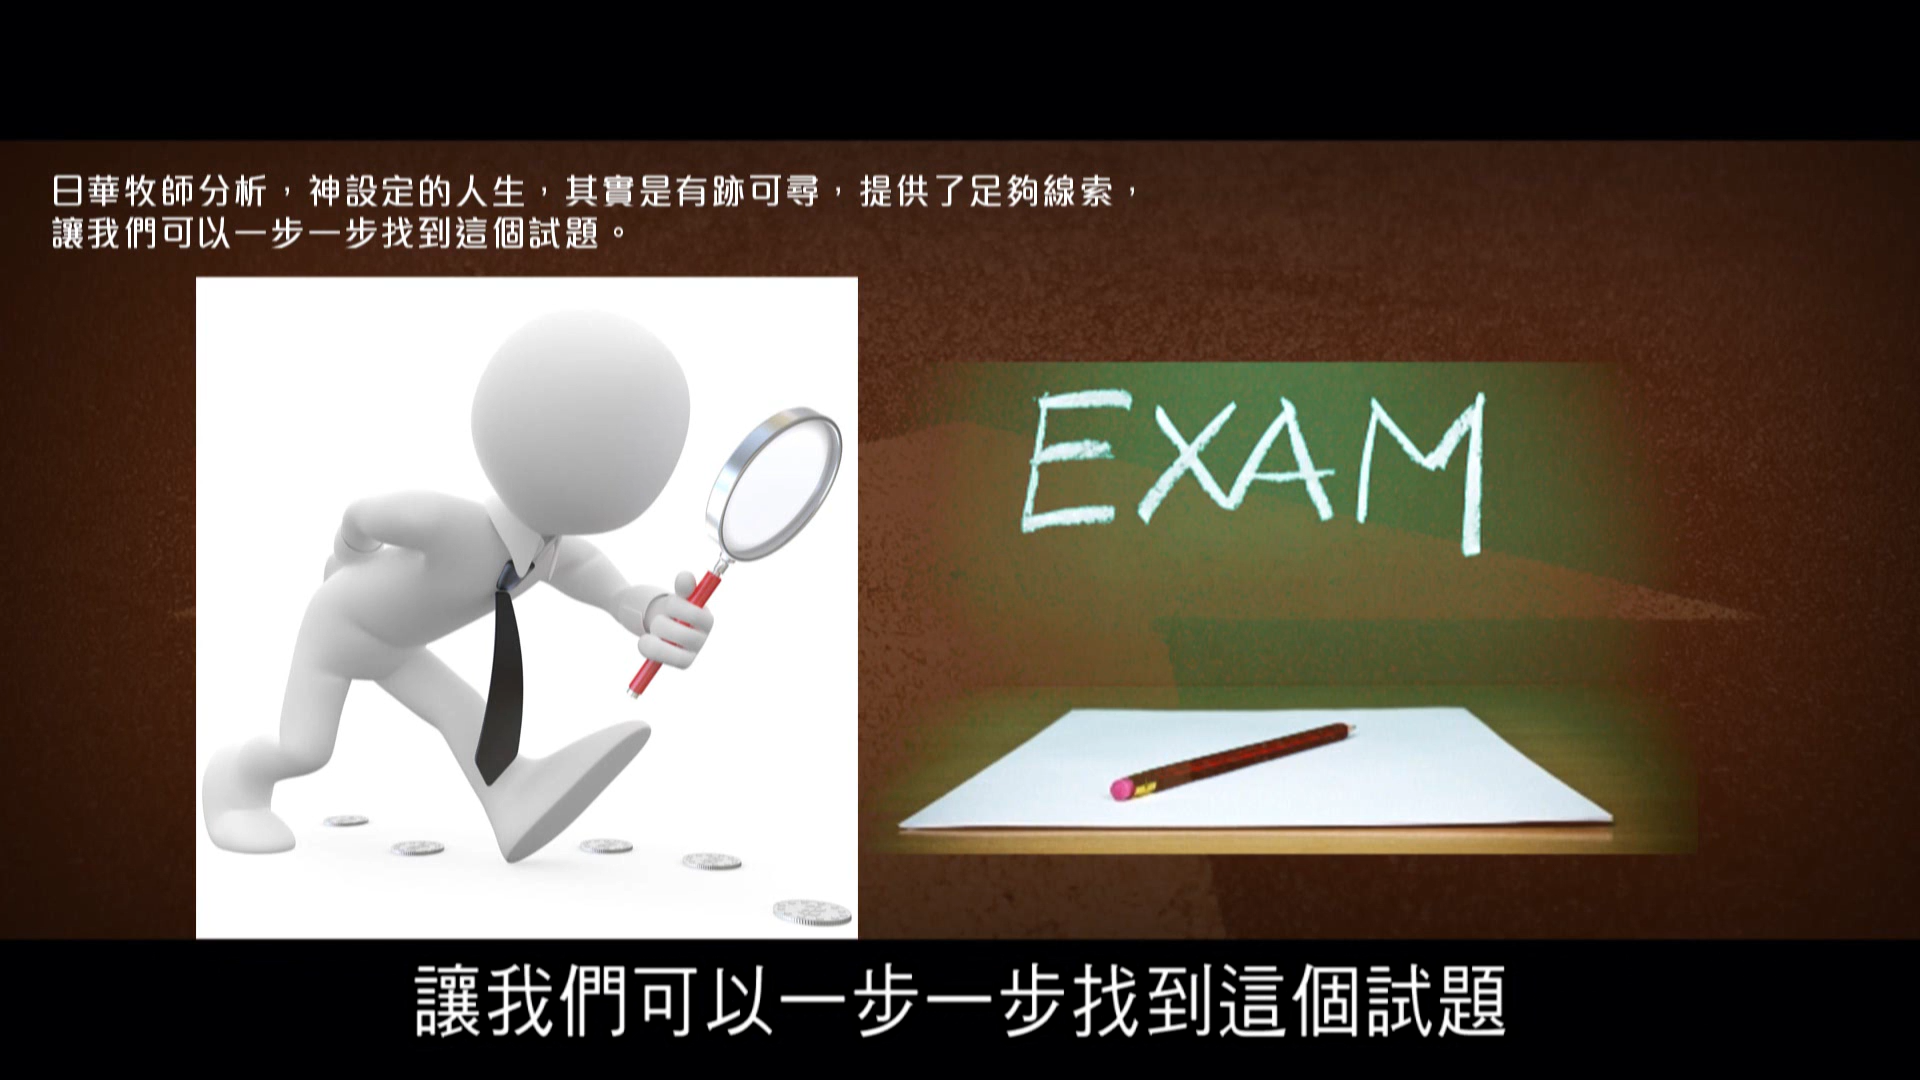 日華牧師分析，神設定的人生，其實是有跡可尋，提供了足夠線索，
讓我們可以一步一步找到這個試題。
EXAM
讓我們可以一步一步找到這個試題